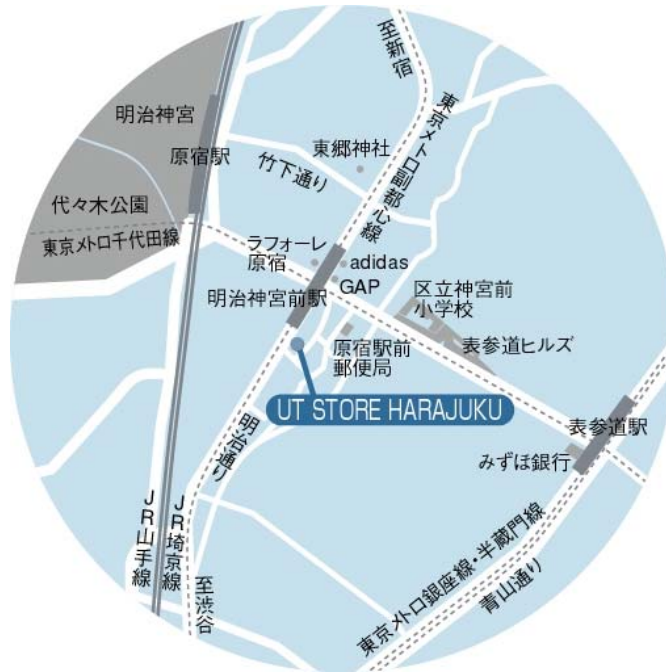 至新宿
東京メトロ副都心線
明治神宮
原宿駅
東郷神社
竹下通り
代々木公園
東京メトロ千代田線
ラフォーレ
原宿
adidas
GAP
明治神宮前駅
区立神宮前
小学校
原宿駅前
郵便局
表参道ヒルズ
UT STORE HARAJUKU
表参道駅
みずほ銀行
明治通り
JR山手線
JR埼京線
至渋谷
東京メトロ銀座線・半蔵門線
青山通り